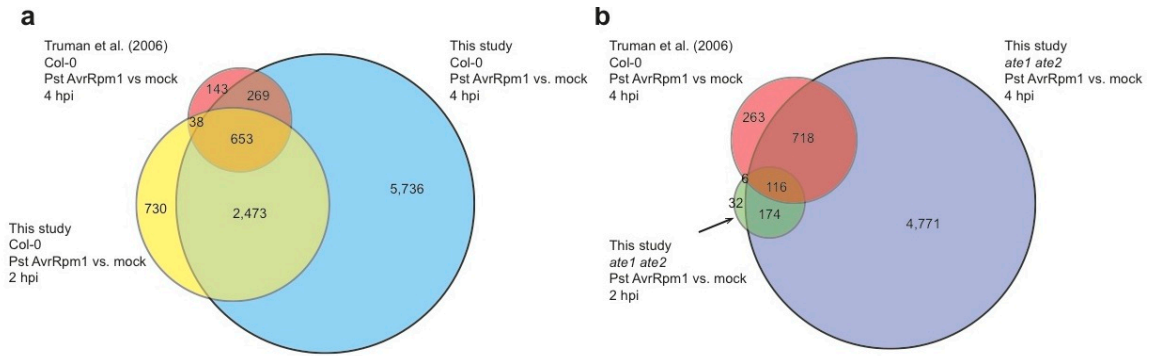 a
Truman et al. (2006)
Col-0
Pst AvrRpm1 vs mock
4 hpi
This study
Col-0
Pst AvrRpm1 vs. mock
4 hpi
143
269
38
653
5,736
730
2,473
This study
Col-0
Pst AvrRpm1 vs. mock
2 hpi
b
Truman et al. (2006)
Col-0
Pst AvrRpm1 vs mock
4 hpi
This study
ate1 ate2
Pst AvrRpm1 vs. mock
4 hpi
263
718
6
116
32
174
4,771
This study
ate1 ate2
Pst AvrRpm1 vs. mock
2 hpi